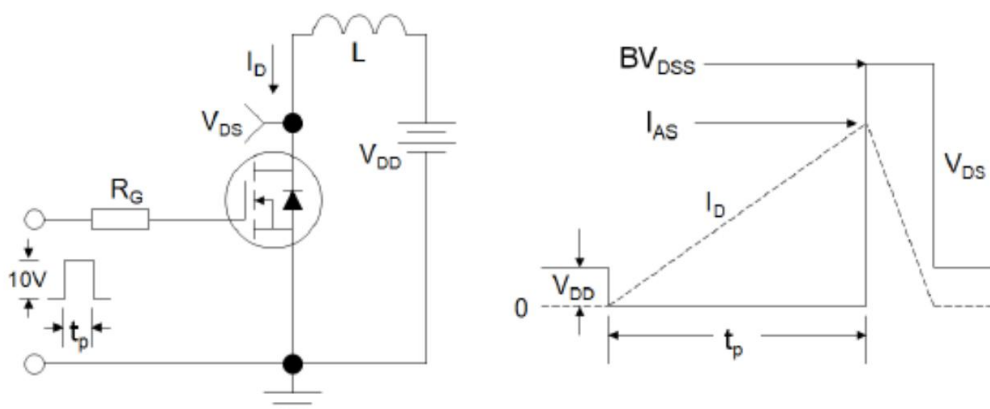 L
I_D
V_DS
V_DD
R_G
10V
t_p
BV_DSS
I_AS
V_DS
I_D
V_DD
0
t_p